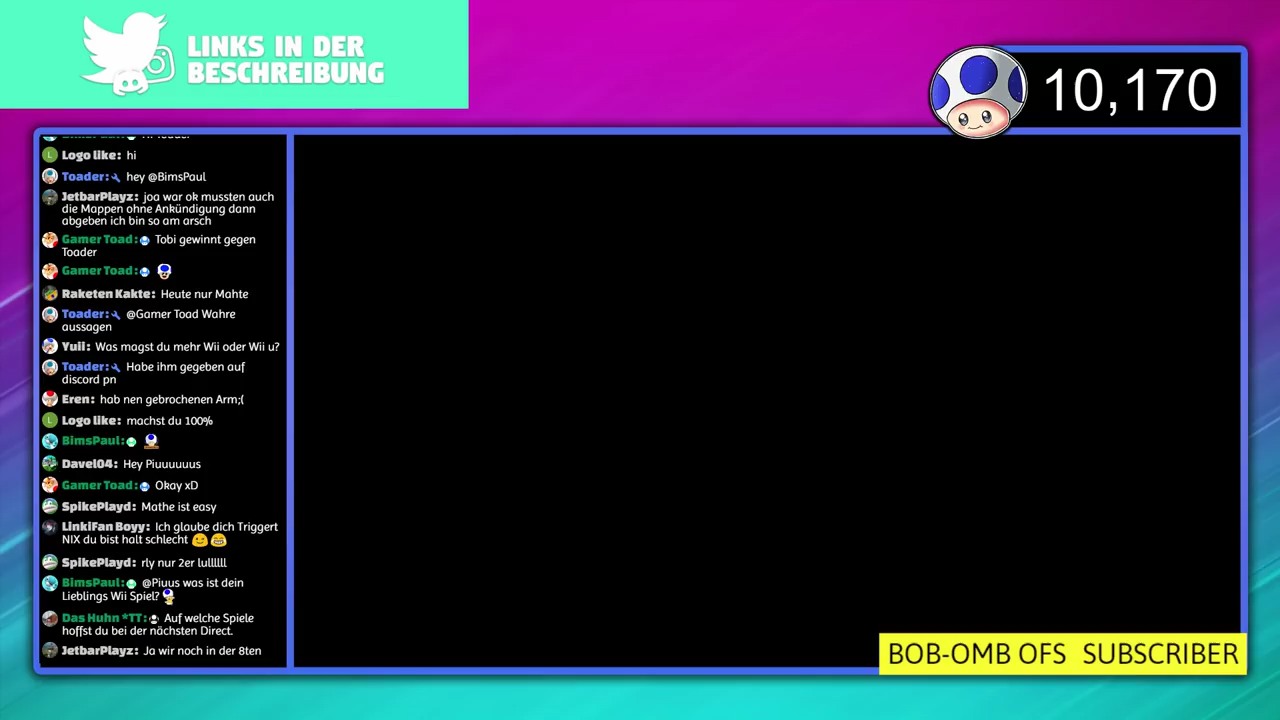 LINKS IN DER
BESCHREIBUNG
10,170
Logo like: hi
Toader: hey @BimsPaul
JetbarPlayz: joa war ok mussten auch
die Mappen ohne Ankündigung dann
abgeben ich bin so am arsch
Gamer Toad: Tobi gewinnt gegen
Toader
Gamer Toad:
Raketen Kakte: Heute nur Mahte
Toader: @Gamer Toad Wahre
aussagen
Yuii: Was magst du mehr Wii oder Wii u?
Toader: Habe ihm gegeben auf
discord pn
Eren: hab nen gebrochenen Arm;(
L Logo like: machst du 100%
BimsPaul:
Davel04: Hey Piuuuuuus
Gamer Toad: Okay xD
SpikePlayd: Mathe ist easy
LinkiFan Boyy: Ich glaube dich Triggert
NIX du bist halt schlecht 😉😁
SpikePlayd: rly nur 2er lullllll
BimsPaul: @Piuus was ist dein
Lieblings Wii Spiel?
Das Huhn *TT: Auf welche Spiele
hoffst du bei der nächsten Direct.
JetbarPlayz: Ja wir noch in der 8ten
BOB-OMB OFS SUBSCRIBER